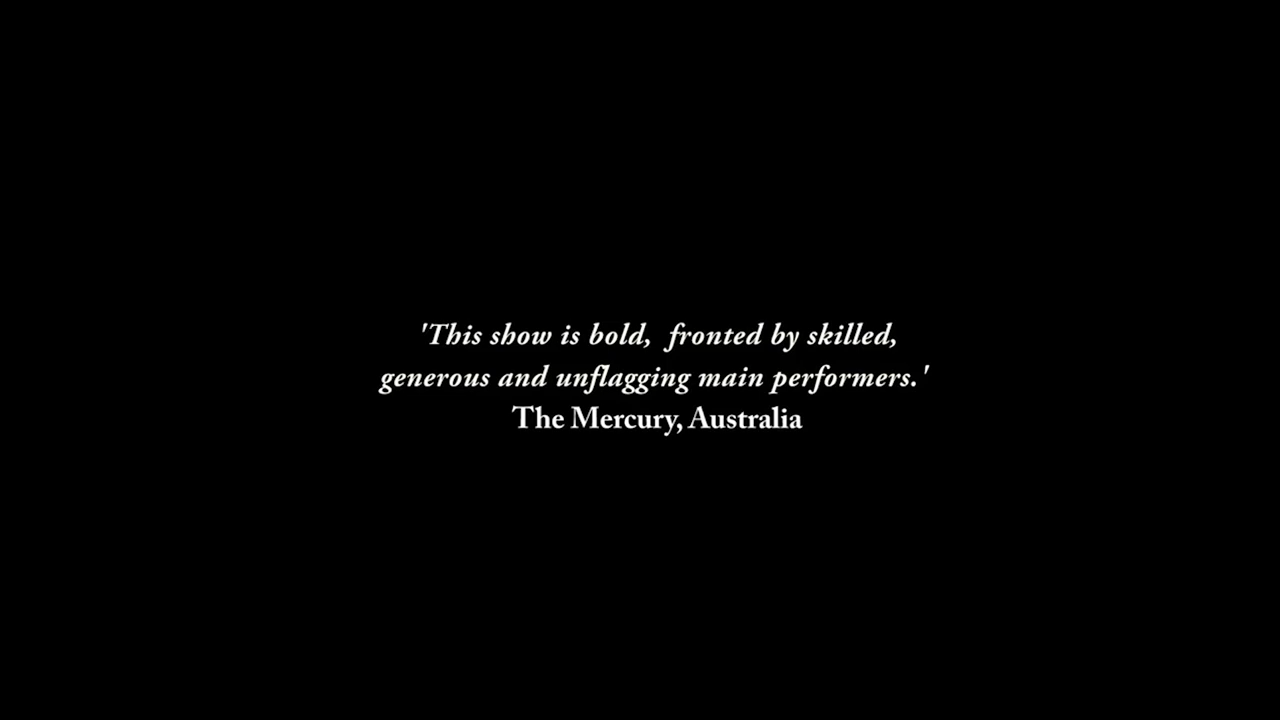 'This show is bold,  fronted by skilled,
generous and unflagging main performers.'
The Mercury, Australia